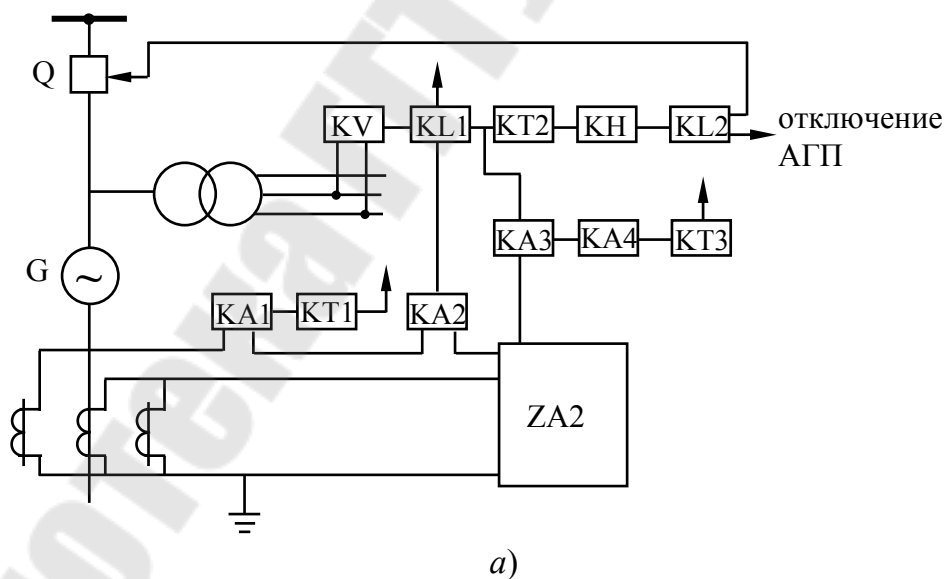 Q
KV
KL1
KT2
KH
KL2
отключение
АГП
KA3
KA4
KT3
G
~
KA1
KT1
KA2
ZA2
а)